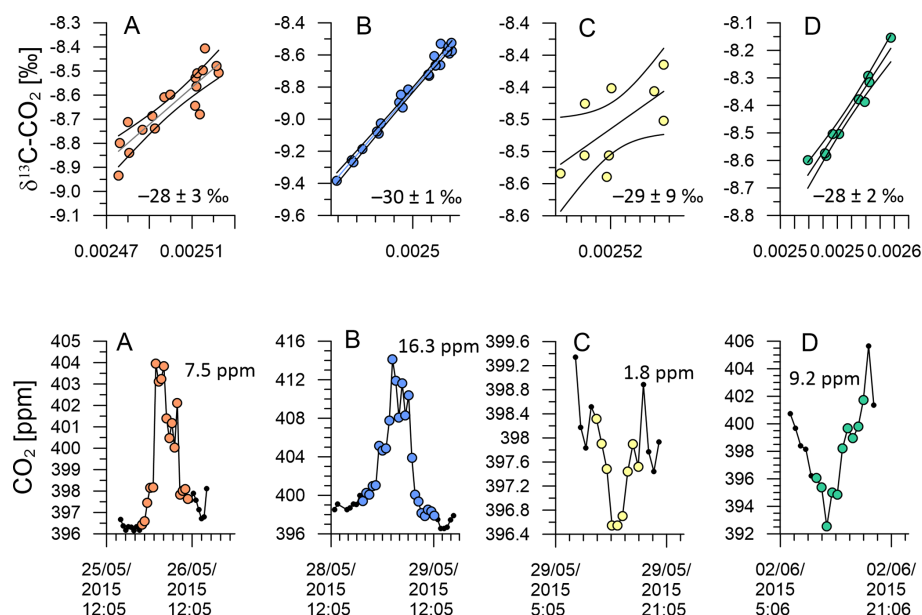 A B C D
δ¹³C-CO₂ [‰]
-8.3 -8.4 -8.5 -8.6 -8.7 -8.8 -8.9 -9.0 -9.1
-8.4 -8.6 -8.8 -9.0 -9.2 -9.4 -9.6
-8.4 -8.4 -8.5 -8.5 -8.6 -8.6
-8.1 -8.2 -8.3 -8.4 -8.5 -8.6 -8.7 -8.8
−28 ± 3 ‰ −30 ± 1 ‰ −29 ± 9 ‰ −28 ± 2 ‰
0.00247 0.00251 0.0025 0.00252 0.0025 0.0025 0.0026
A B C D
7.5 ppm 16.3 ppm 1.8 ppm 9.2 ppm
CO₂ [ppm]
405 404 403 402 401 400 399 398 397 396
416 412 408 404 400 396
399.6 399.2 398.8 398.4 398 397.6 397.2 396.8 396.4
406 404 402 400 398 396 394 392
25/05/ 26/05/ 28/05/ 29/05/ 29/05/ 29/05/ 02/06/ 02/06/
2015 2015 2015 2015 2015 2015 2015 2015
12:05 12:05 12:05 12:05 5:05 21:05 5:06 21:06